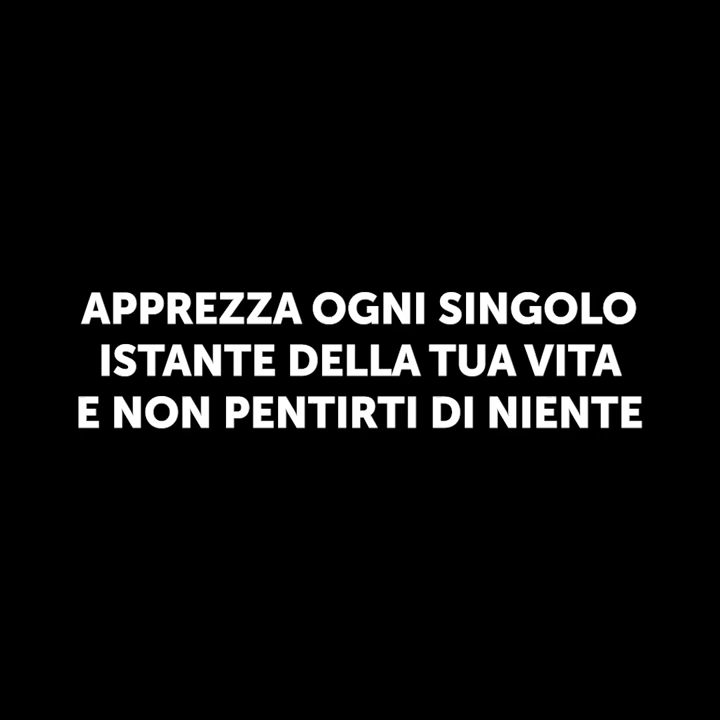 APPREZZA OGNI SINGOLO
ISTANTE DELLA TUA VITA
E NON PENTIRTI DI NIENTE